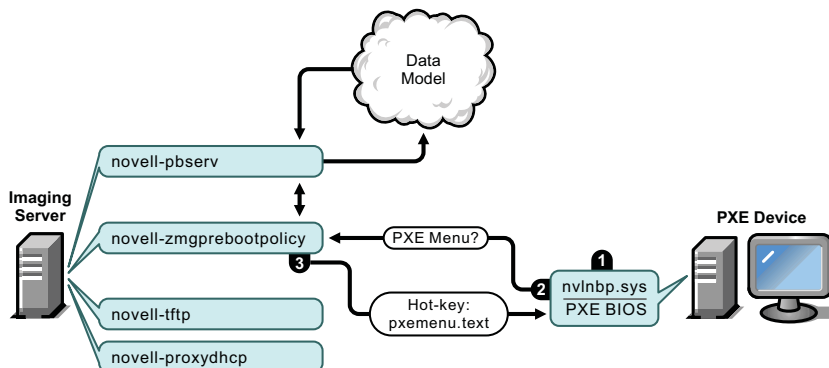 Data
Model
novell-pbserv
Imaging
Server
PXE Device
novell-zmgprebootpolicy
PXE Menu?
3
1
2
nvlnbp.sys
PXE BIOS
Hot-key:
pxemenu.text
novell-tftp
novell-proxydhcp